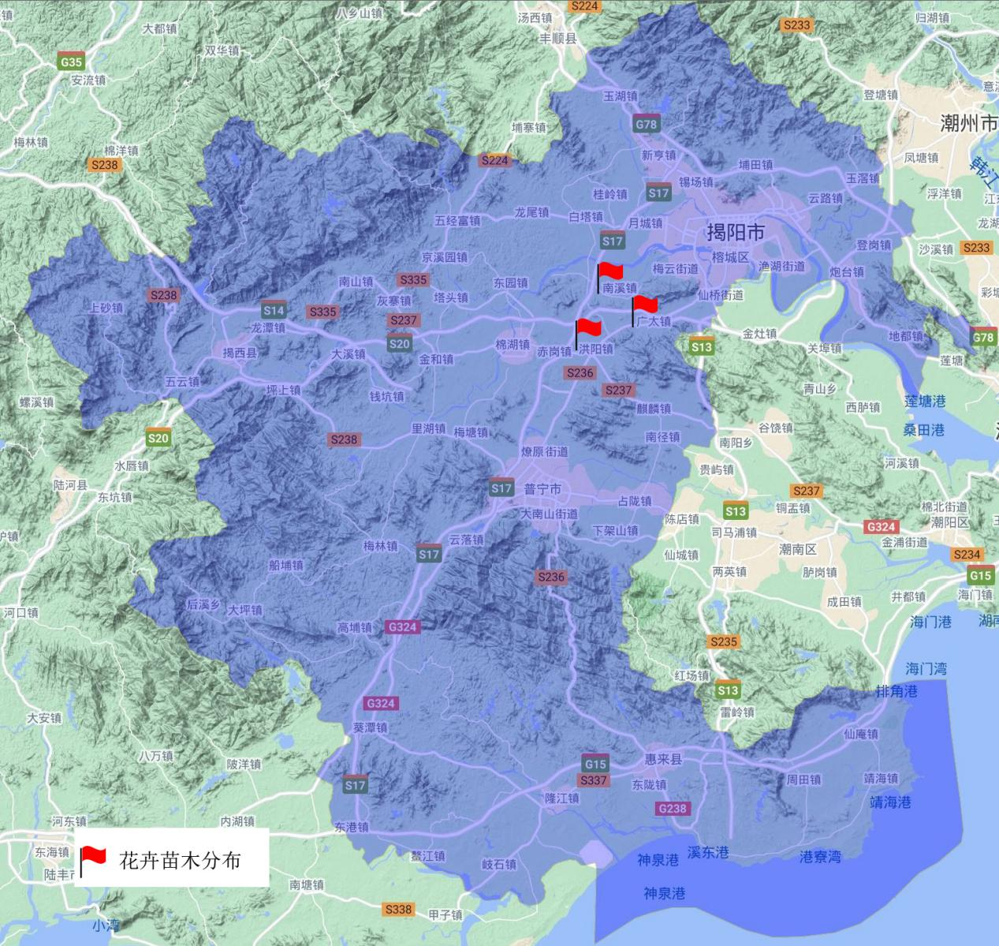 S224
八乡山镇
汤西镇
归湖镇
大都镇
S233
丰顺县
双华镇
G35
安流镇
登塘镇
玉湖镇
潮州市
G78
埔寨镇
梅林镇
棉洋镇
新亨镇
凤塘镇
S238
S224
埔田镇
韩江
玉滘镇
锡场镇
S17
桂岭镇
浮洋镇
云路镇
龙尾镇
白塔镇
五经富镇
月城镇
揭阳市
S17
登岗镇
沙溪镇
S233
京溪园镇
榕城区
渔湖街道
梅云街道
炮台镇
南山镇
S335
东园镇
南溪镇
S238
灰寨镇
塔头镇
仙桥街道
上砂镇
S14
S335
S237
广太镇
龙潭镇
金灶镇
地都镇
G78
S20
棉湖镇
赤岗镇
洪阳镇
S13
关埠镇
揭西县
大溪镇
金和镇
莲塘
S236
五云镇
坪上镇
钱坑镇
S237
青山乡
螺溪镇
莲塘港
麒麟镇
西胪镇
里湖镇
梅塘镇
谷饶镇
桑田港
S20
S238
南径镇
南阳乡
燎原街道
水唇镇
贵屿镇
河溪镇
陆河县
S17
普宁市
S237
东坑镇
占陇镇
铜盂镇
棉北街道
S13
大南山街道
陈店镇
潮阳区
G324
下架山镇
司马浦镇
金浦街道
云落镇
梅林镇
潮南区
S17
仙城镇
S234
船埔镇
两英镇
胪岗镇
S236
G15
井都镇
海门镇
后溪乡
大坪镇
成田镇
河口镇
海门港
高埔镇
G324
S235
海门湾
红场镇
S13
排角港
G324
雷岭镇
大安镇
葵潭镇
仙庵镇
八万镇
陂洋镇
惠来县
G15
S337
周田镇
靖海镇
S17
东陇镇
隆江镇
靖海港
G238
河东镇
内湖镇
东港镇
东海镇
溪东港
港寮湾
神泉港
鳌江镇
岐石镇
花卉苗木分布
南塘镇
神泉港
S338
甲子镇
小湾